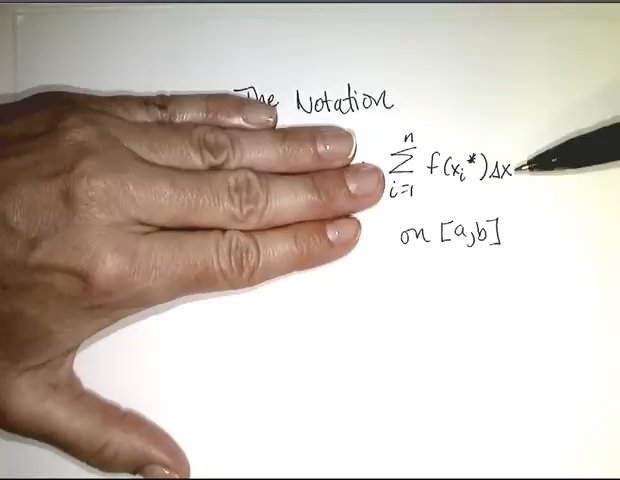 The Notation
n
∑ f(xᵢ*)Δx
i=1
on [a,b]